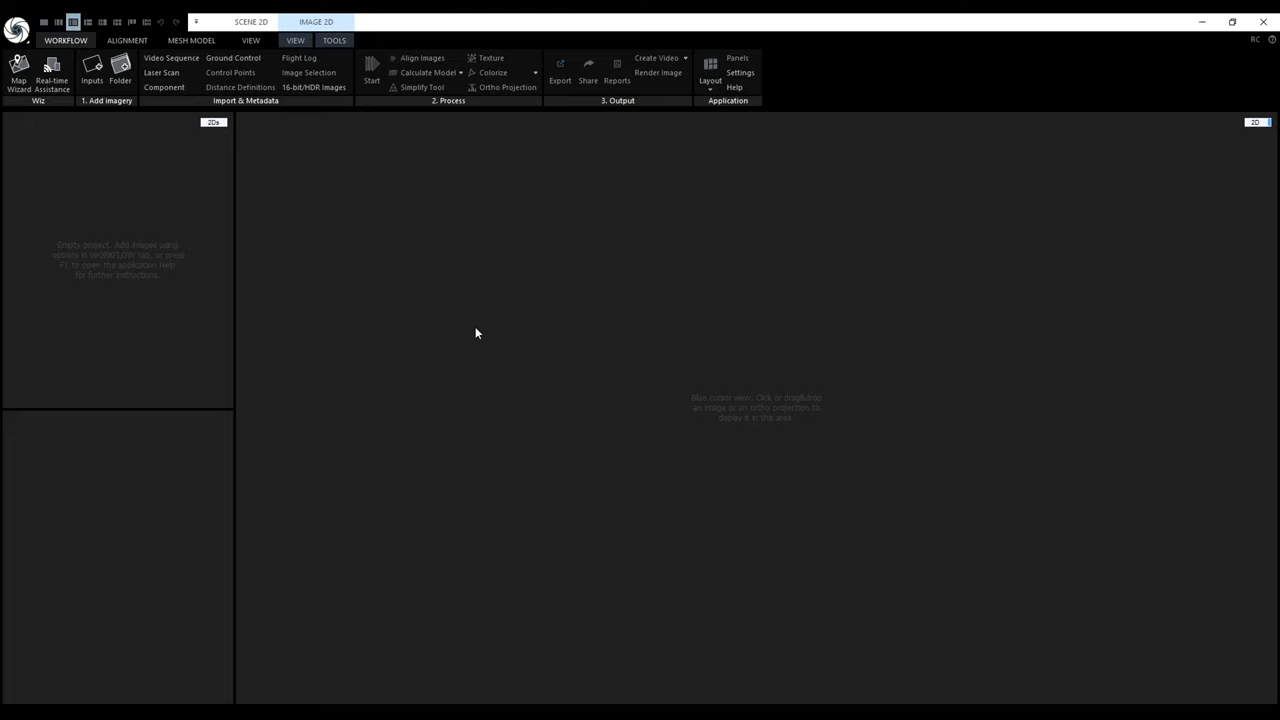 SCENE 2D
IMAGE 2D
WORKFLOW
ALIGNMENT
MESH MODEL
VIEW
VIEW
TOOLS
RC
Map Wizard
Real-time Assistance
Wiz
Inputs
Folder
1. Add imagery
Video Sequence
Laser Scan
Component
Ground Control
Control Points
Distance Definitions
Flight Log
Image Selection
16-bit/HDR Images
Import & Metadata
Start
Align Images
Calculate Model
Simplify Tool
Texture
Colorize
Ortho Projection
2. Process
Export
Share
Reports
Create Video
Render Image
3. Output
Layout
Panels
Settings
Help
Application
2Ds
2D
Empty project. Add images using
options in WORKFLOW tab, or press
F1 to open the application Help
for further instructions.
Blue cursor view: Click or drag&drop
an image or an ortho projection to
display it in this area